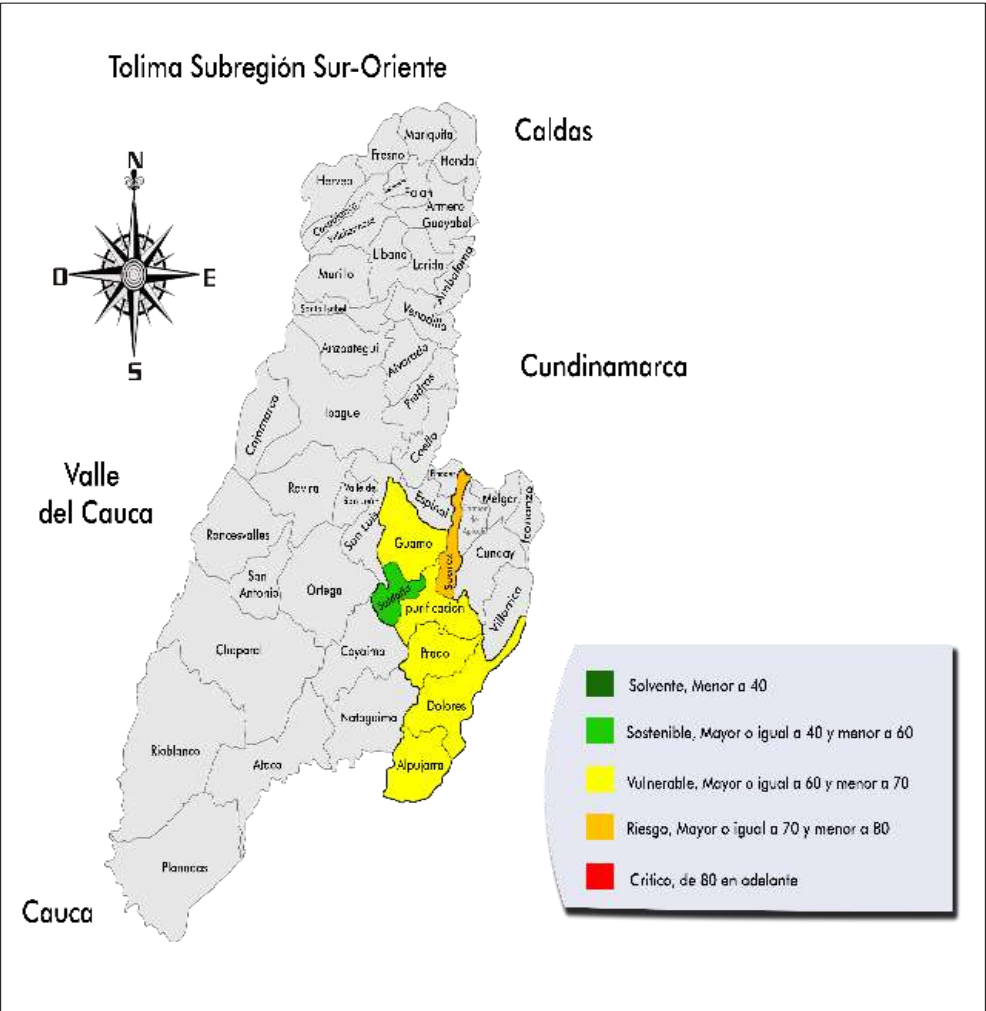 Tolima Subregión Sur-Oriente
Caldas
Mariquita
Fresno
Honda
Herveo
Falan
Armero
Guayabal
Villahermosa
Libano
Lerida
Ambalema
Murillo
Santa Isabel
Venadillo
Anzoategui
Alvarado
Piedras
N
O
E
S
Cundinamarca
Ibague
Cajamarca
Coello
Valle
del Cauca
Rovira
Valle de
San Juan
San Luis
Espinal
Melgar
Icononzo
Roncesvalles
Guamo
Suarez
Cunday
San
Antonio
Ortega
Saldaña
purificación
Villarrica
Chaparral
Coyaima
Prado
Natagaima
Dolores
Rioblanco
Ataco
Alpujarra
Planadas
Cauca
Solvente, Menor a 40
Sostenible, Mayor o igual a 40 y menor a 60
Vulnerable, Mayor o igual a 60 y menor a 70
Riesgo, Mayor o igual a 70 y menor a 80
Critico, de 80 en adelante